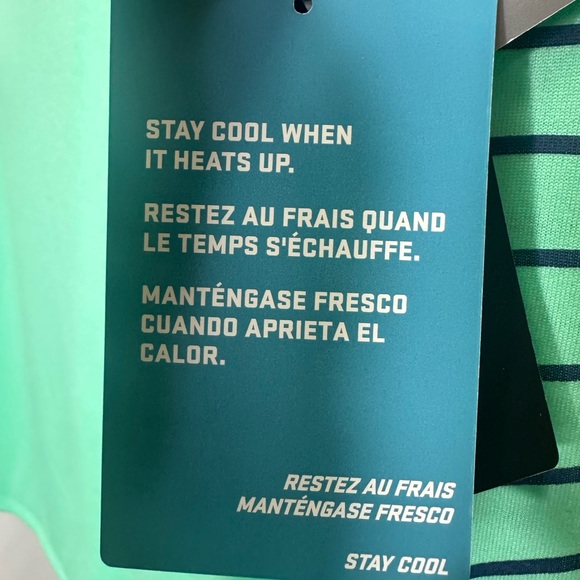 STAY COOL WHEN
IT HEATS UP.
RESTEZ AU FRAIS QUAND
LE TEMPS S'ÉCHAUFFE.
MANTÉNGASE FRESCO
CUANDO APRIETA EL
CALOR.
RESTEZ AU FRAIS
MANTÉNGASE FRESCO
STAY COOL